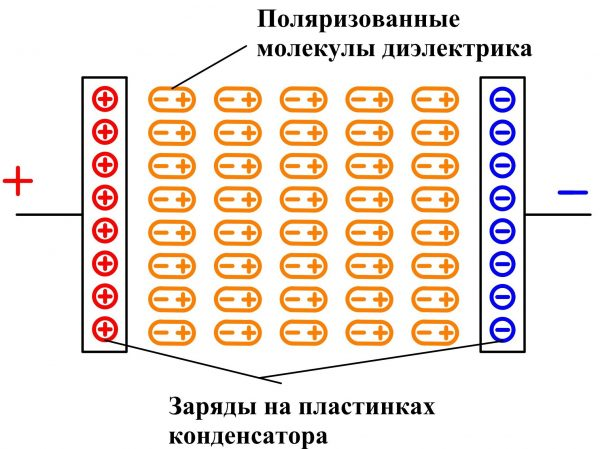 Поляризованные
молекулы диэлектрика
+
−
Заряды на пластинках
конденсатора